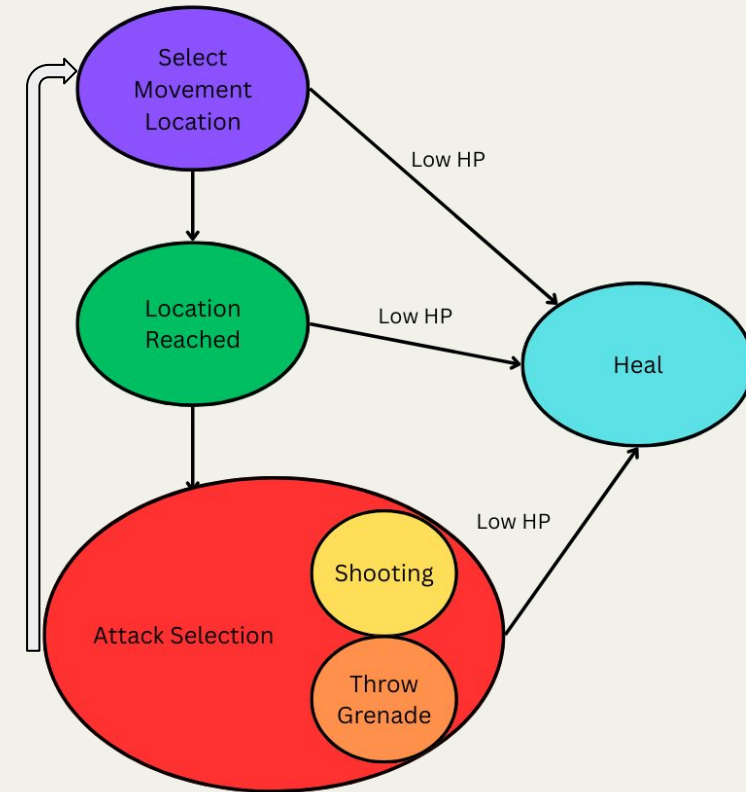 Select
Movement
Location
Low HP
Location
Reached
Low HP
Heal
Low HP
Shooting
Attack Selection
Throw
Grenade